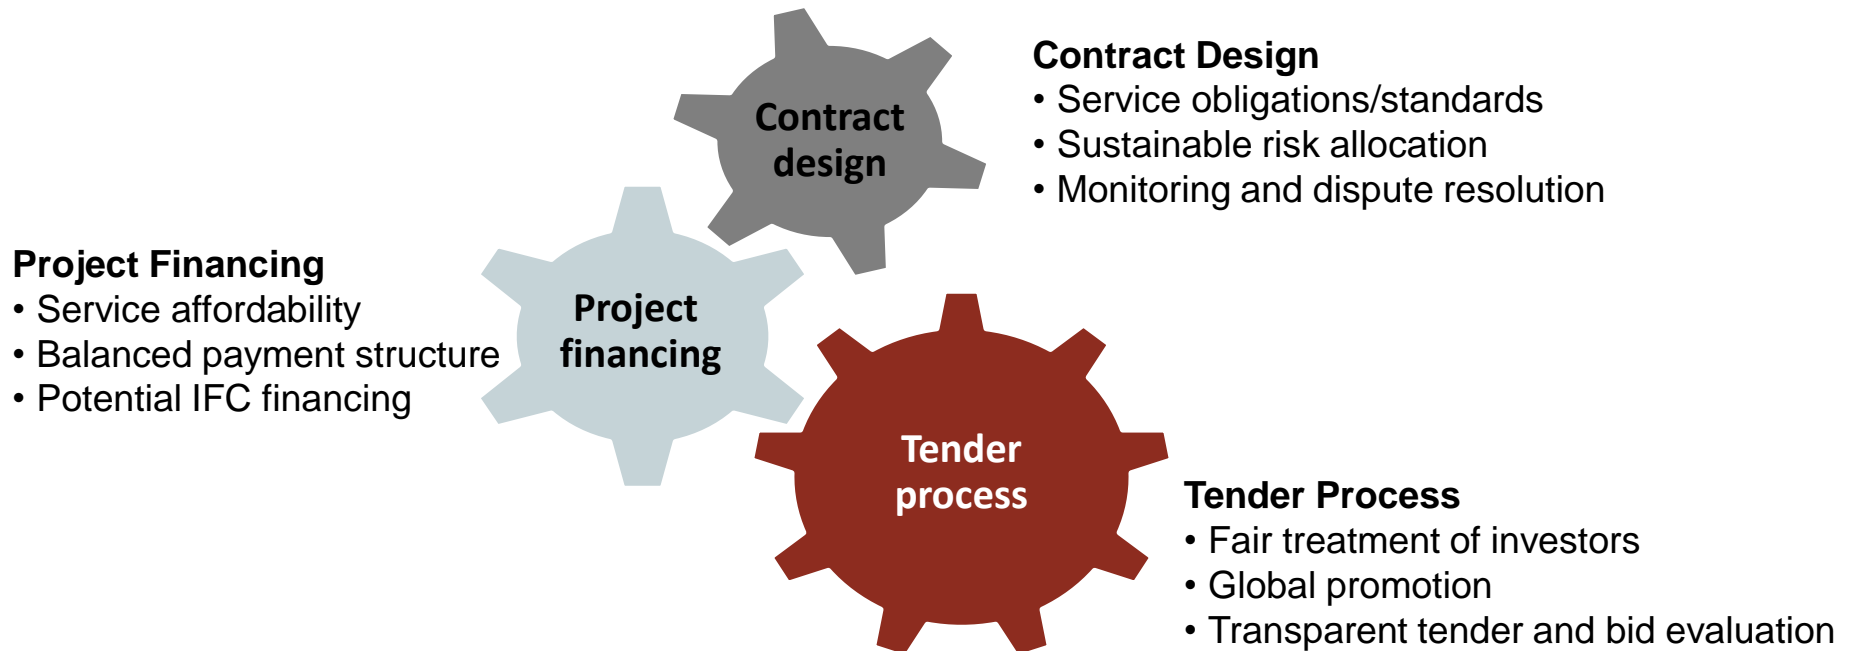 Contract
design
Contract Design
• Service obligations/standards
• Sustainable risk allocation
• Monitoring and dispute resolution
Project Financing
• Service affordability
• Balanced payment structure
• Potential IFC financing
Project
financing
Tender
process
Tender Process
• Fair treatment of investors
• Global promotion
• Transparent tender and bid evaluation